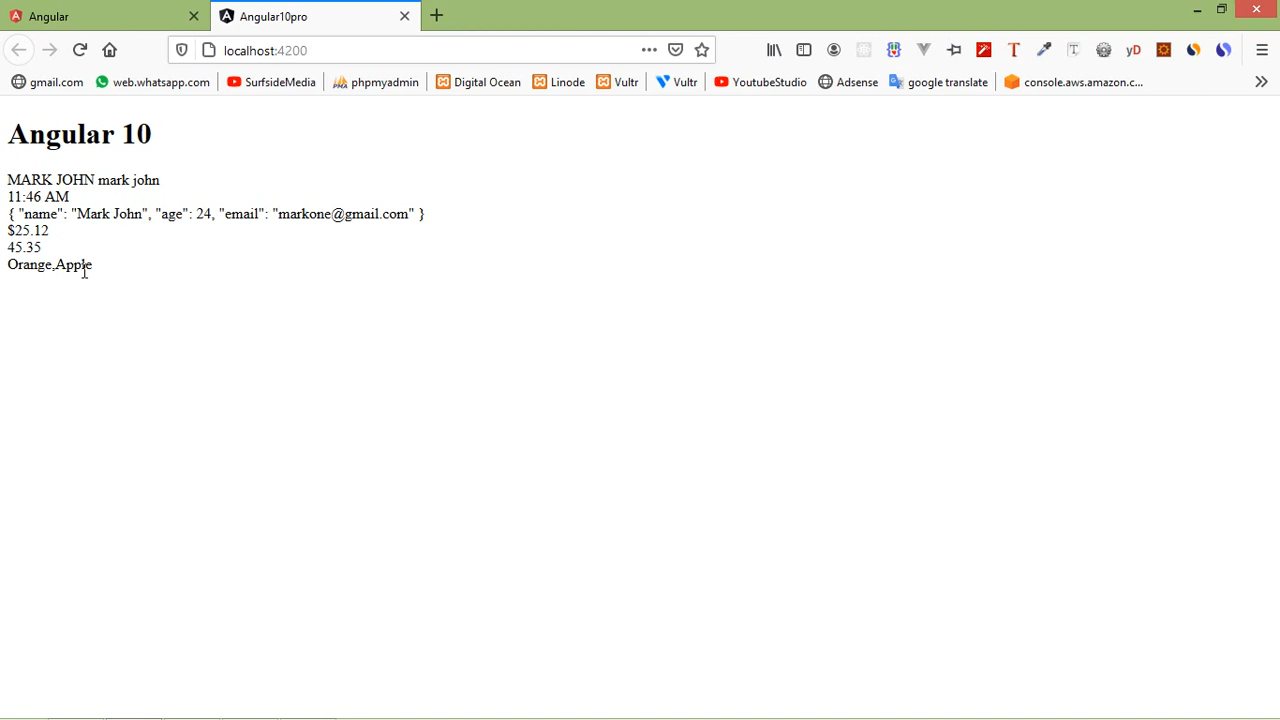 Angular
Angular10pro
localhost:4200
T
T
yD
gmail.com web.whatsapp.com SurfsideMedia phpmyadmin Digital Ocean Linode Vultr Vultr YoutubeStudio Adsense google translate console.aws.amazon.c...
Angular 10
MARK JOHN mark john
11:46 AM
{ "name": "Mark John", "age": 24, "email": "markone@gmail.com" }
$25.12
45.35
Orange,Apple